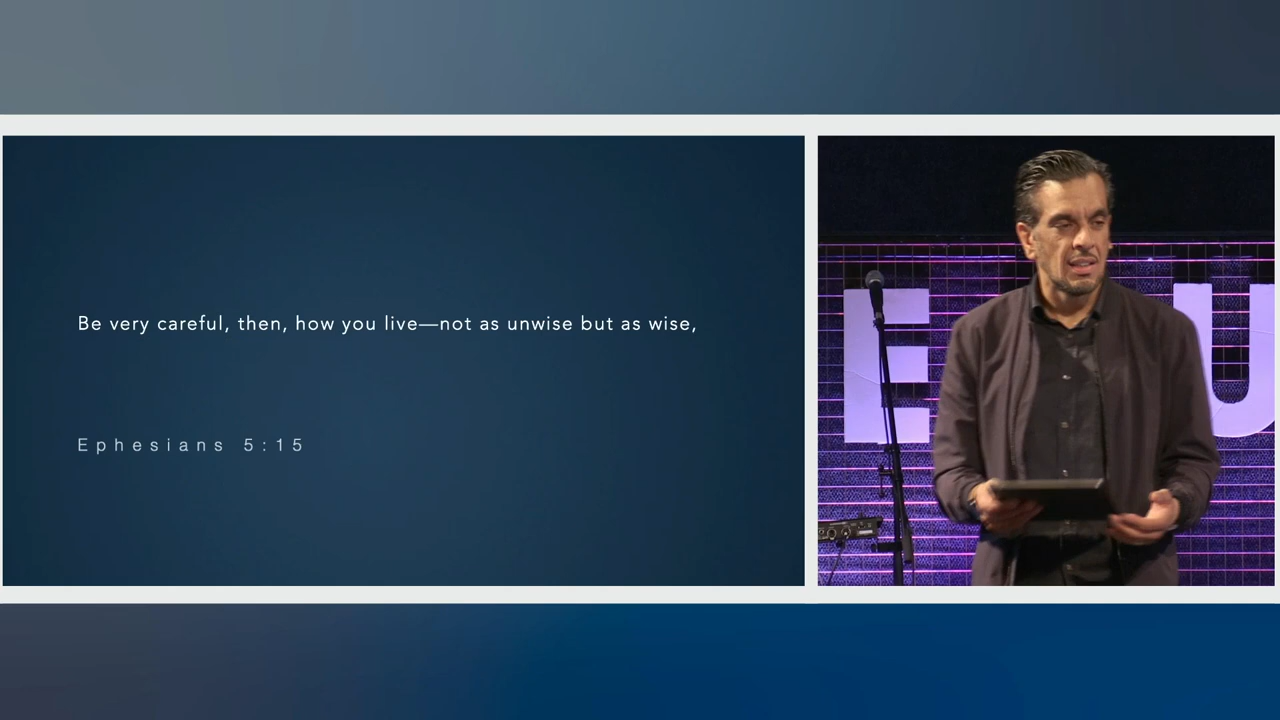 Be very careful, then, how you live—not as unwise but as wise,
Ephesians 5:15
E U